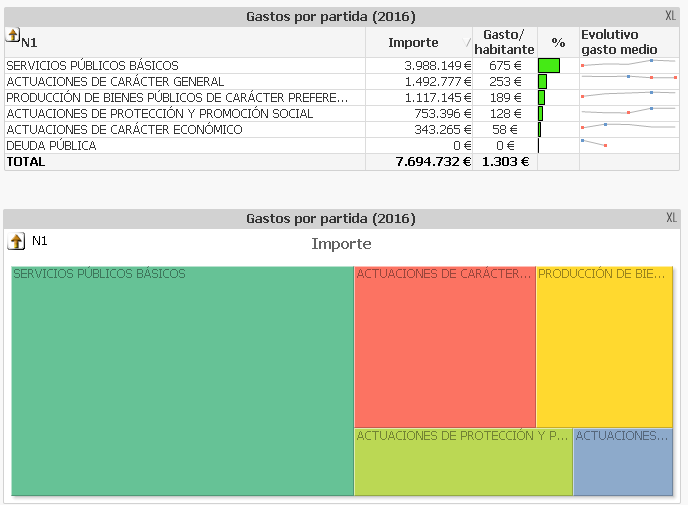 Gastos por partida (2016) XL
N1 Importe Gasto/ habitante % Evolutivo gasto medio
SERVICIOS PÚBLICOS BÁSICOS 3.988.149 € 675 €
ACTUACIONES DE CARÁCTER GENERAL 1.492.777 € 253 €
PRODUCCIÓN DE BIENES PÚBLICOS DE CARÁCTER PREFERE... 1.117.145 € 189 €
ACTUACIONES DE PROTECCIÓN Y PROMOCIÓN SOCIAL 753.396 € 128 €
ACTUACIONES DE CARÁCTER ECONÓMICO 343.265 € 58 €
DEUDA PÚBLICA 0 € 0 €
TOTAL 7.694.732 € 1.303 €
Gastos por partida (2016) XL
N1
Importe
SERVICIOS PÚBLICOS BÁSICOS
ACTUACIONES DE CARÁCTER...
PRODUCCIÓN DE BIE...
ACTUACIONES DE PROTECCIÓN Y P...
ACTUACIONES...